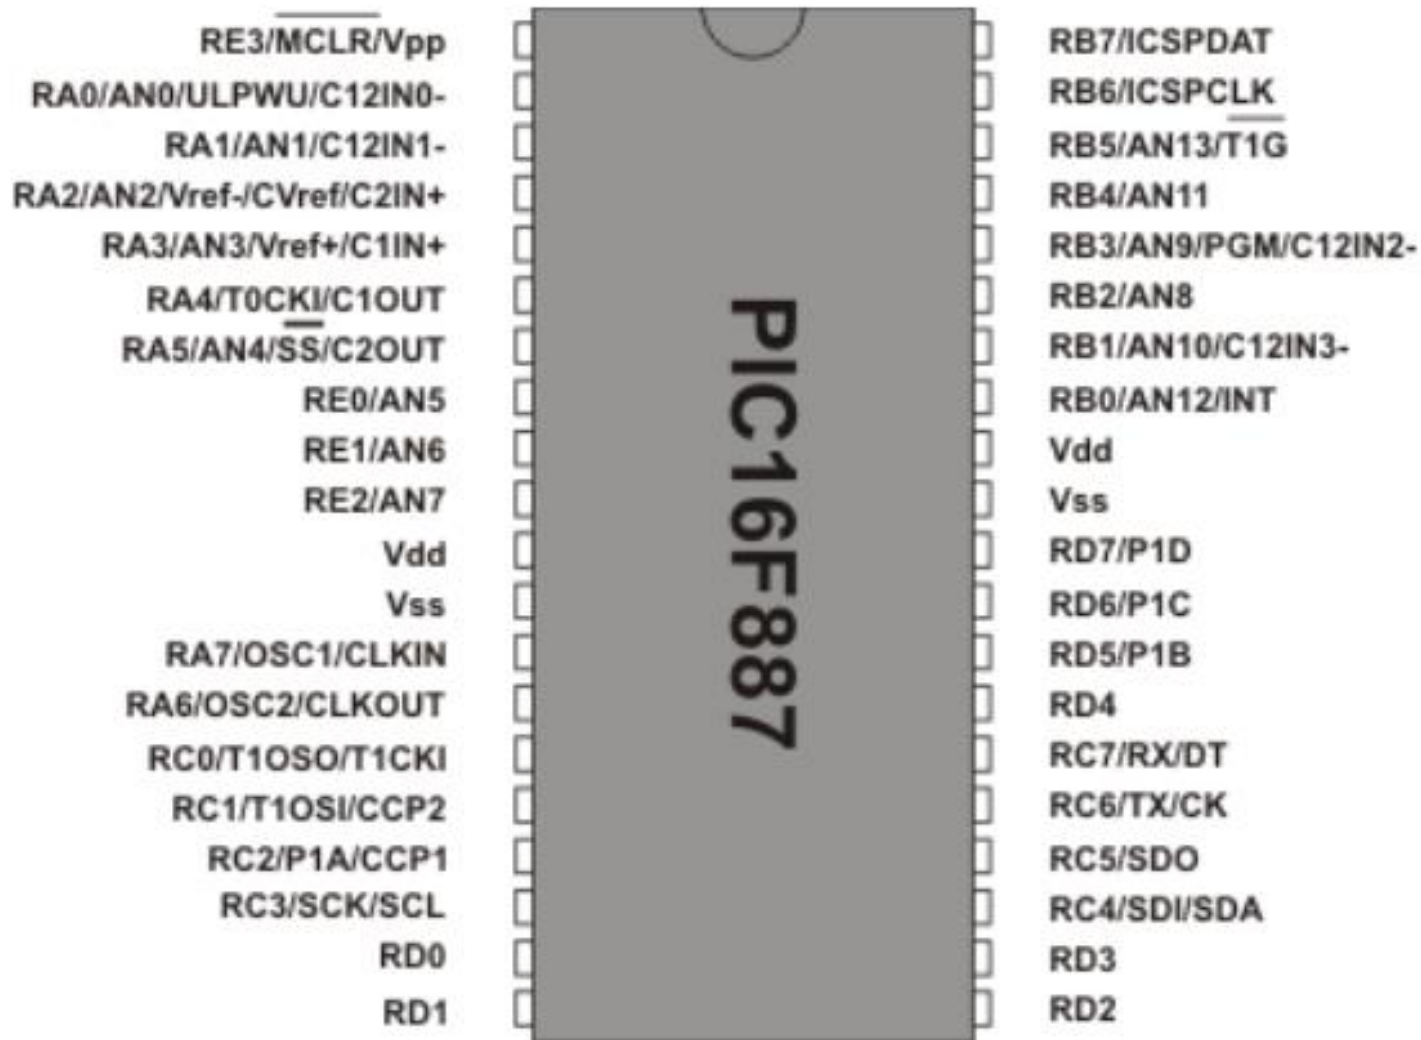 RE3/MCLR/Vpp
RA0/AN0/ULPWU/C12IN0-
RA1/AN1/C12IN1-
RA2/AN2/Vref-/CVref/C2IN+
RA3/AN3/Vref+/C1IN+
RA4/T0CKI/C1OUT
RA5/AN4/SS/C2OUT
RE0/AN5
RE1/AN6
RE2/AN7
Vdd
Vss
RA7/OSC1/CLKIN
RA6/OSC2/CLKOUT
RC0/T1OSO/T1CKI
RC1/T1OSI/CCP2
RC2/P1A/CCP1
RC3/SCK/SCL
RD0
RD1
PIC16F887
RB7/ICSPDAT
RB6/ICSPCLK
RB5/AN13/T1G
RB4/AN11
RB3/AN9/PGM/C12IN2-
RB2/AN8
RB1/AN10/C12IN3-
RB0/AN12/INT
Vdd
Vss
RD7/P1D
RD6/P1C
RD5/P1B
RD4
RC7/RX/DT
RC6/TX/CK
RC5/SDO
RC4/SDI/SDA
RD3
RD2